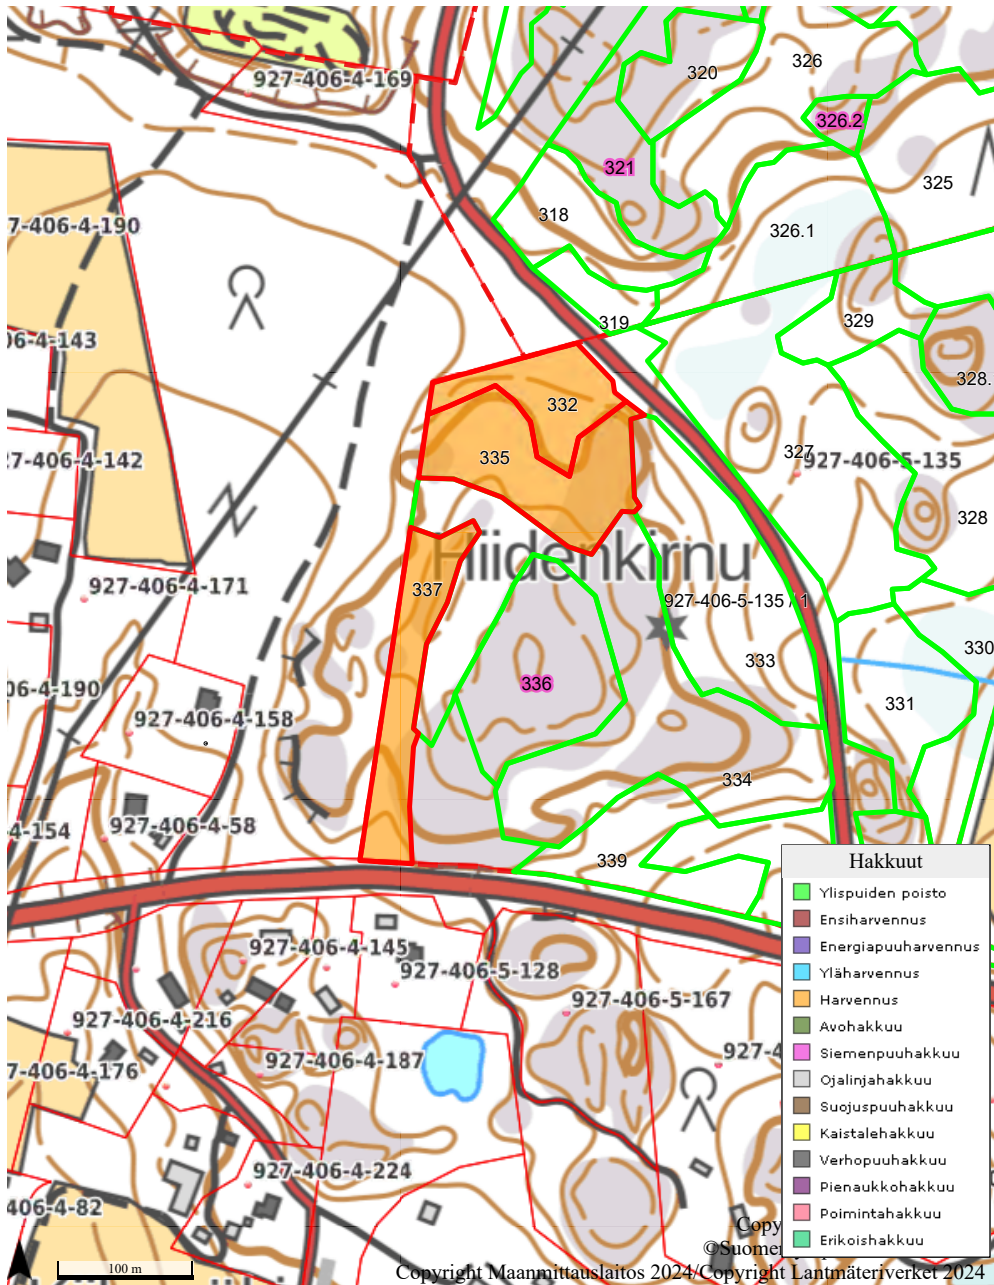 320
326
927-406-4-169
326.2
321
325
318
7-406-4-190
326.1
319
329
06-4-143
328.
332
327
927-406-5-135
7-406-4-142
335
328
Hiidenkirnu
927-406-4-171
337
927-406-5-135 / 1
330
333
06-4-190
336
331
927-406-4-158
334
4-154
927-406-4-58
339
Hakkuut
Ylispuiden poisto
Ensiharvennus
Energiapuuharvennus
Yläharvennus
Harvennus
Avohakkuu
Siemenpuuhakkuu
Ojalinjahakkuu
Suojuspuuhakkuu
Kaistalehakkuu
Verhopuuhakkuu
Pienaukkohakkuu
Poimintahakkuu
Erikoishakkuu
927-406-4-145
927-406-5-128
927-406-5-167
927-406-4-216
927-4
927-406-4-187
7-406-4-176
927-406-4-224
406-4-82
Copy
©Suomen
100 m
Copyright Maanmittauslaitos 2024/Copyright Lantmäteriverket 2024